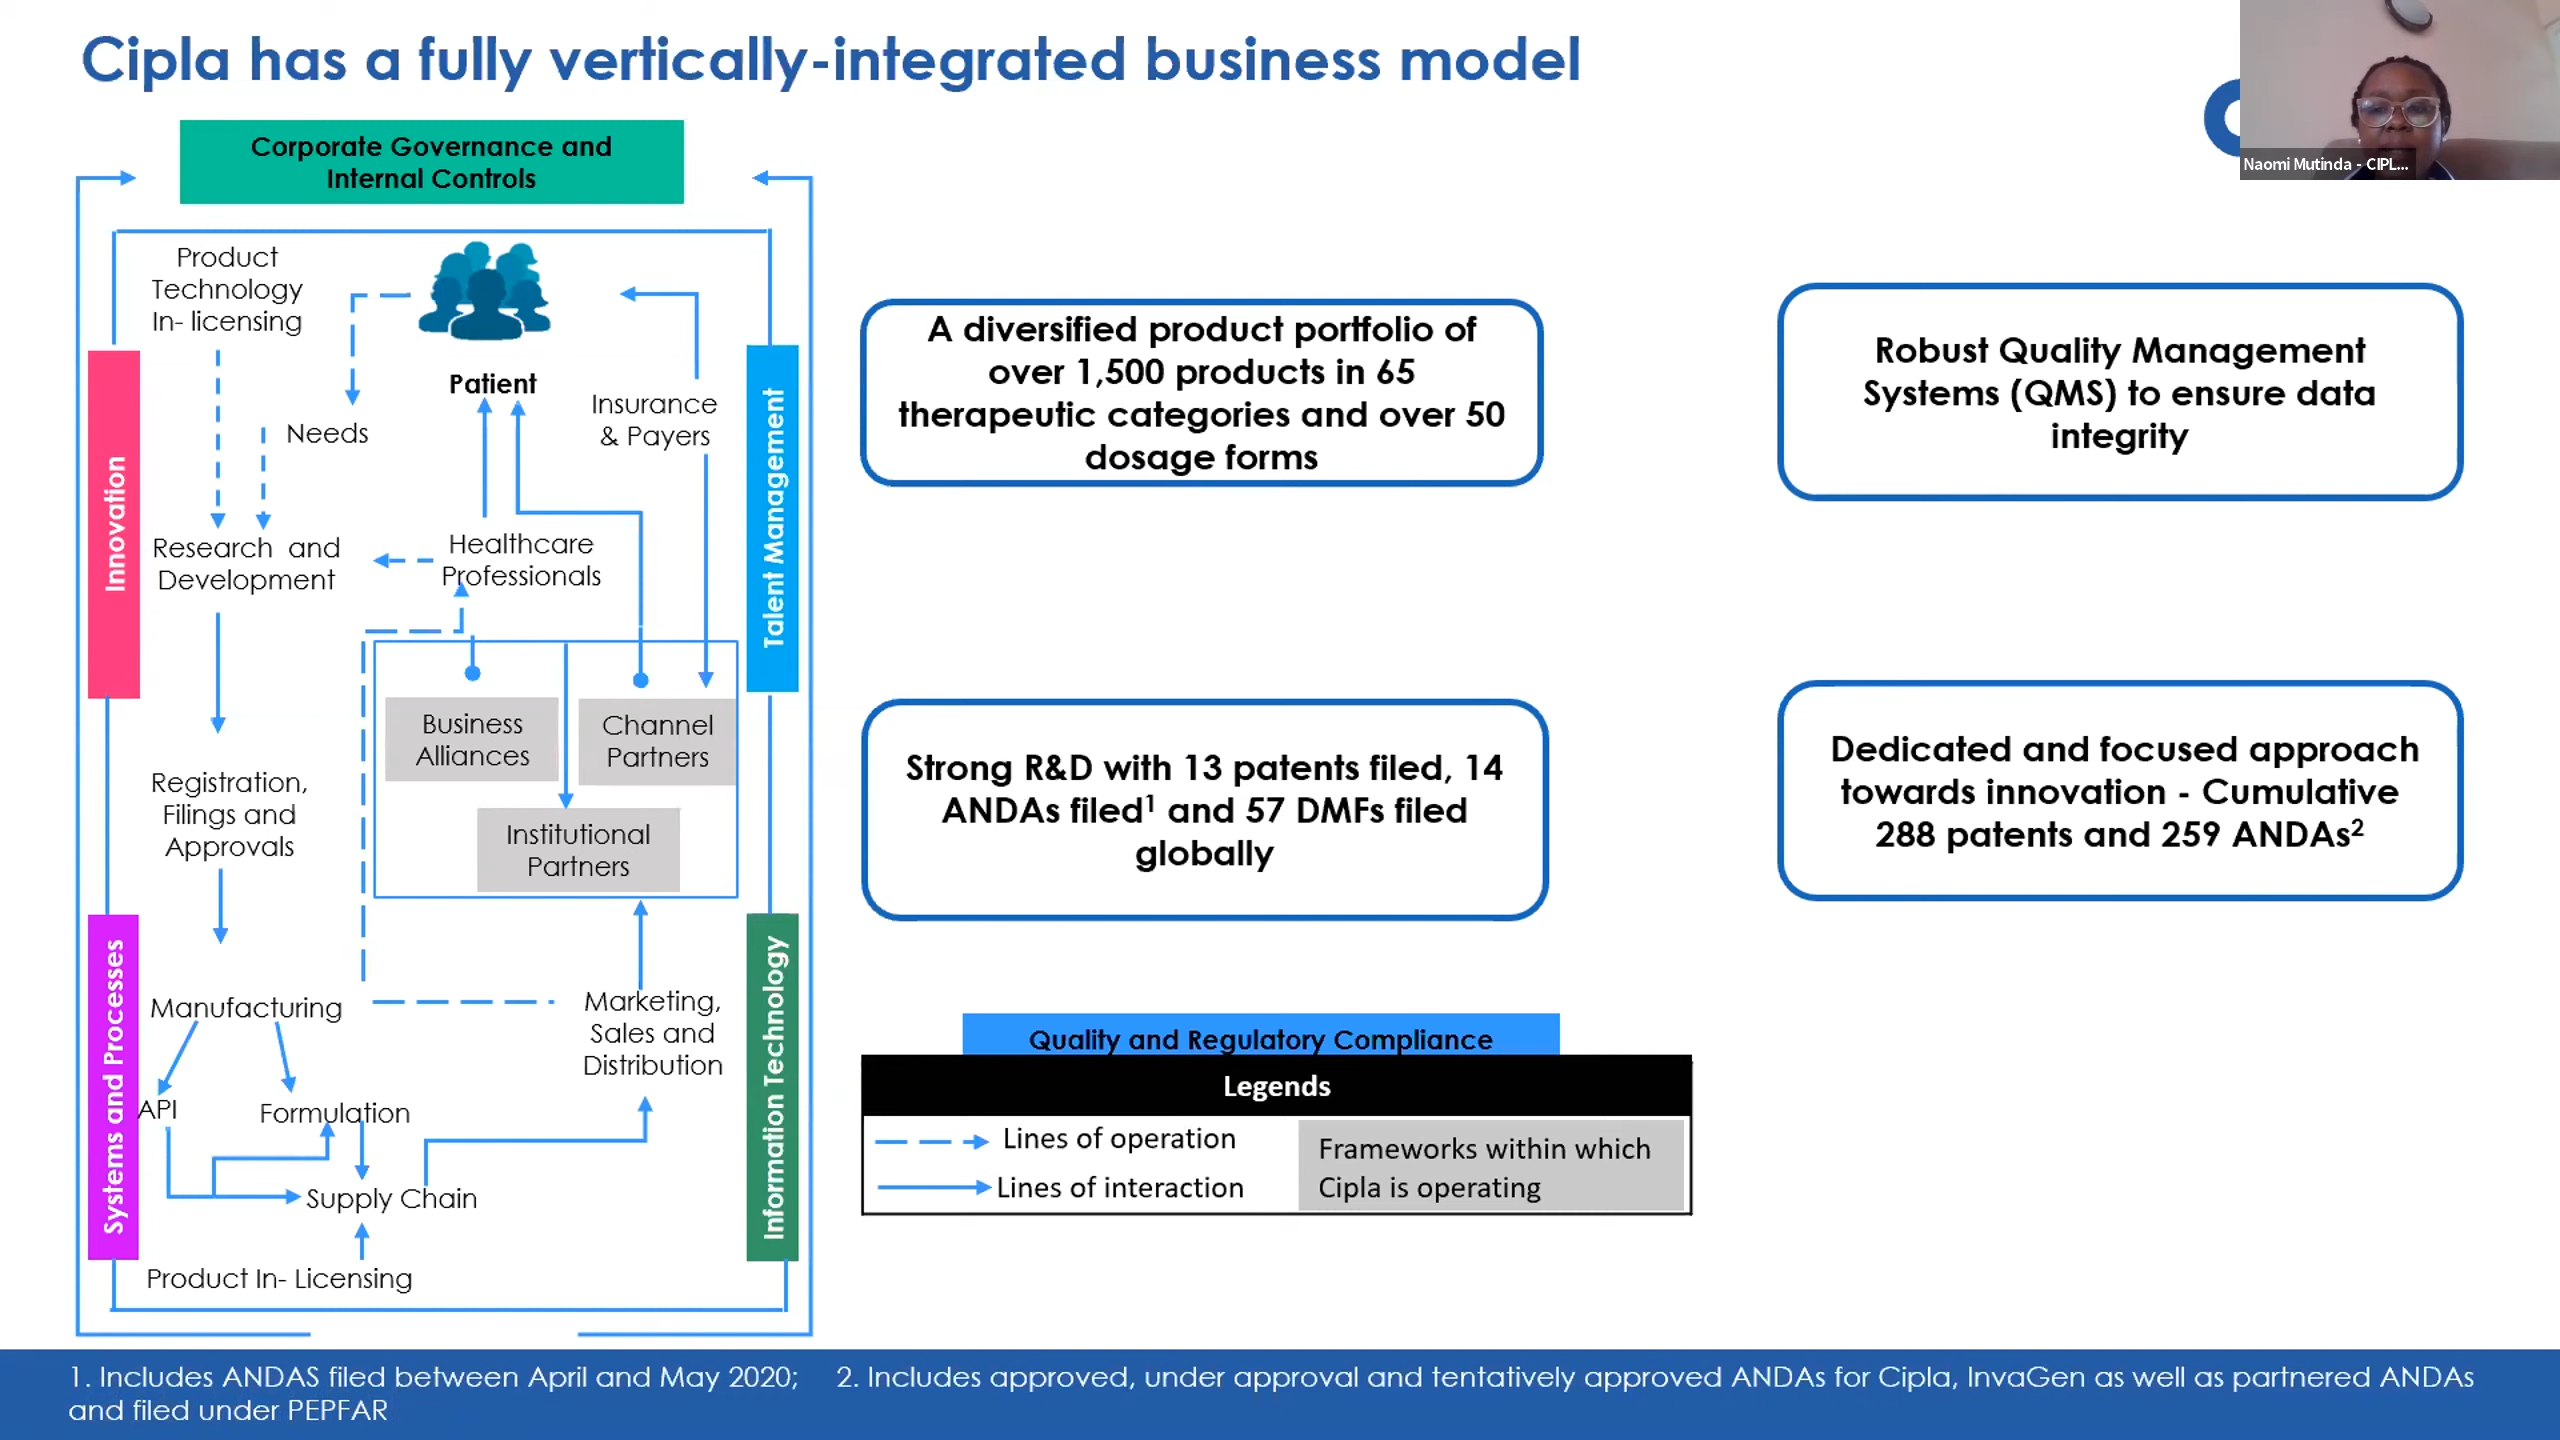 Cipla has a fully vertically-integrated business model
Naomi Mutinda - CIPL...
Corporate Governance and
Internal Controls
Product
Technology
In- licensing
Patient
Insurance
& Payers
Needs
Innovation
Talent Management
Research and
Development
Healthcare
Professionals
Business
Alliances
Channel
Partners
Institutional
Partners
Registration,
Filings and
Approvals
Systems and Processes
Information Technology
Manufacturing
Marketing,
Sales and
Distribution
API
Formulation
Supply Chain
Product In- Licensing
A diversified product portfolio of
over 1,500 products in 65
therapeutic categories and over 50
dosage forms
Robust Quality Management
Systems (QMS) to ensure data
integrity
Strong R&D with 13 patents filed, 14
ANDAs filed¹ and 57 DMFs filed
globally
Dedicated and focused approach
towards innovation - Cumulative
288 patents and 259 ANDAs²
Quality and Regulatory Compliance
Legends
Lines of operation
Lines of interaction
Frameworks within which
Cipla is operating
1. Includes ANDAS filed between April and May 2020; 2. Includes approved, under approval and tentatively approved ANDAs for Cipla, InvaGen as well as partnered ANDAs
and filed under PEPFAR